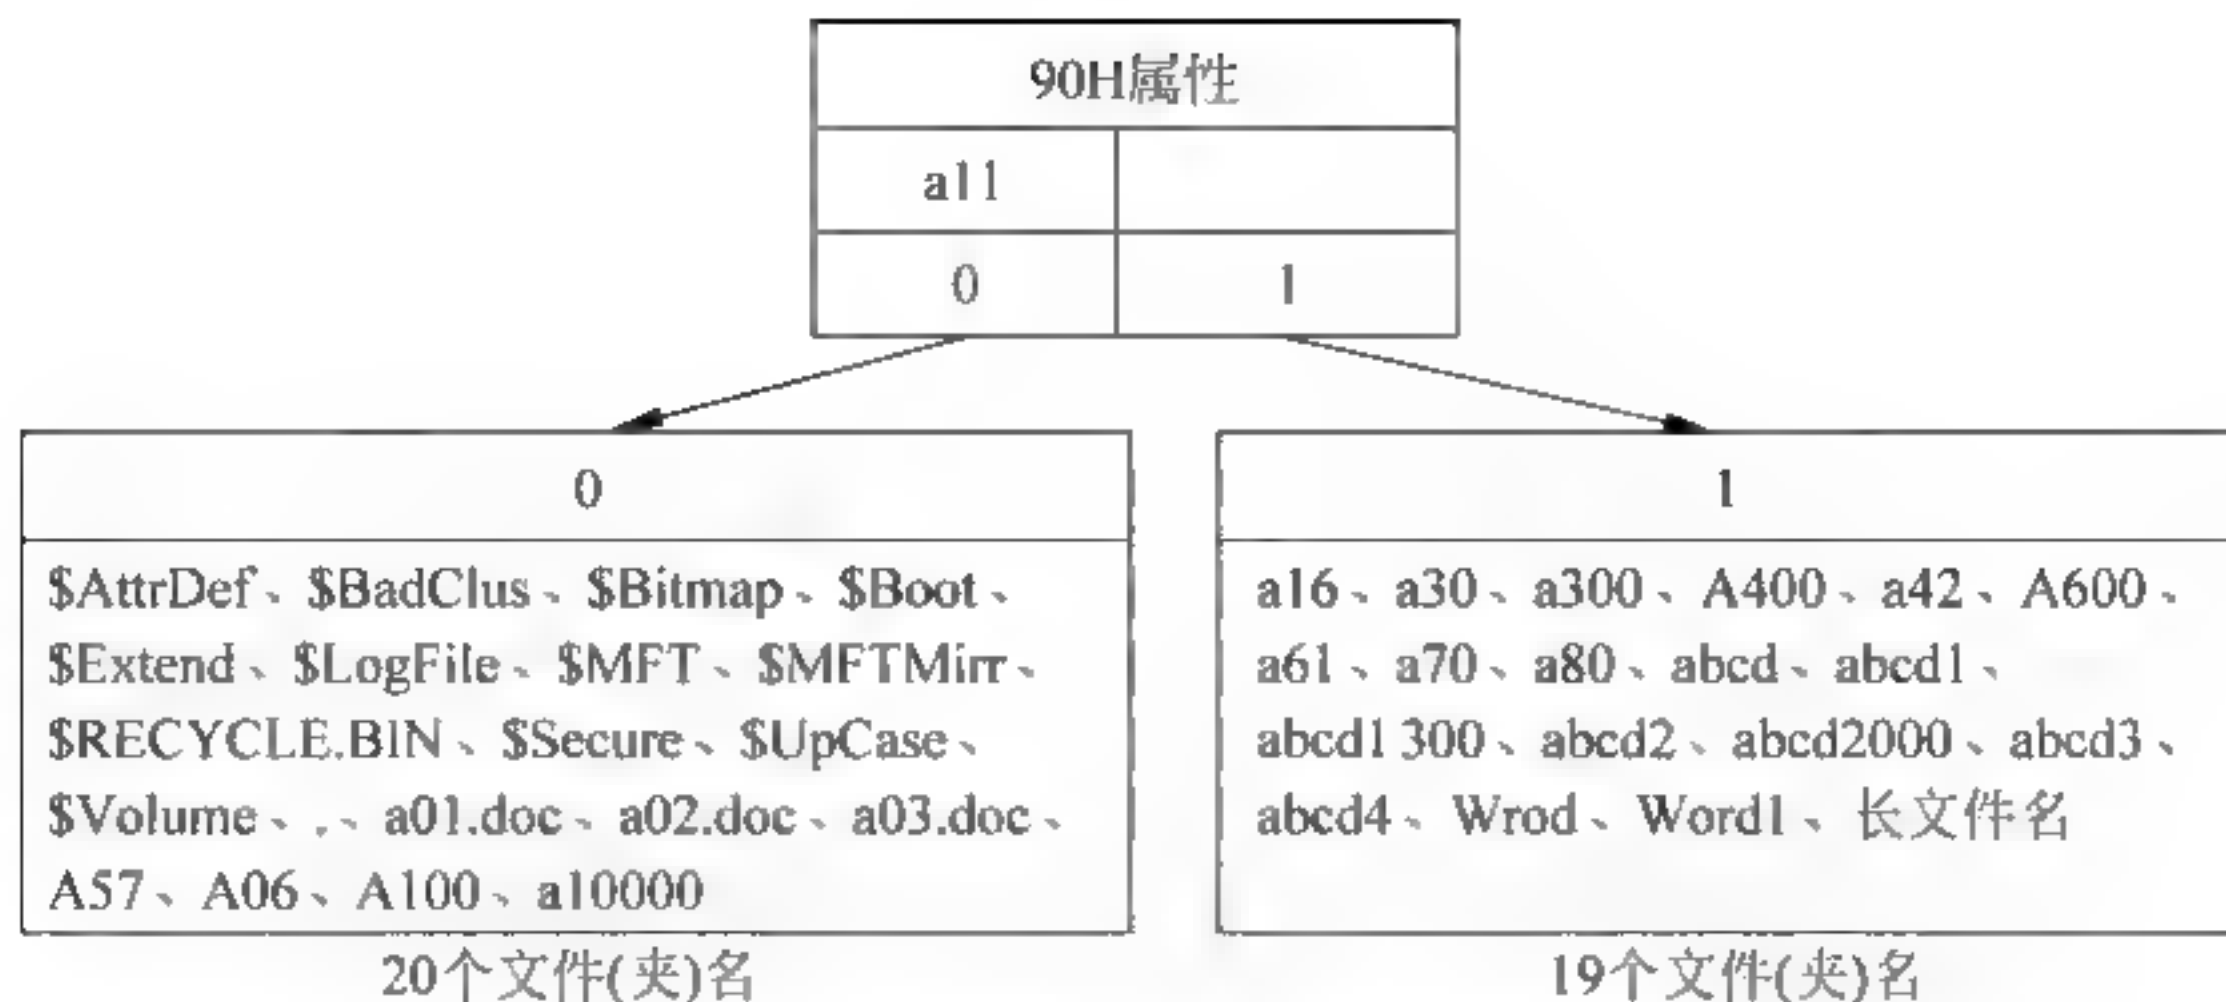 90H属性
a11
0 1
0
$AttrDef、$BadClus、$Bitmap、$Boot、
$Extend、$LogFile、$MFT、$MFTMirr、
$RECYCLE.BIN、$Secure、$UpCase、
$Volume、.、a01.doc、a02.doc、a03.doc、
A57、A06、A100、a10000
20个文件(夹)名
1
a16、a30、a300、A400、a42、A600、
a61、a70、a80、abcd、abcd1、
abcd1300、abcd2、abcd2000、abcd3、
abcd4、Wrod、Word1、长文件名
19个文件(夹)名